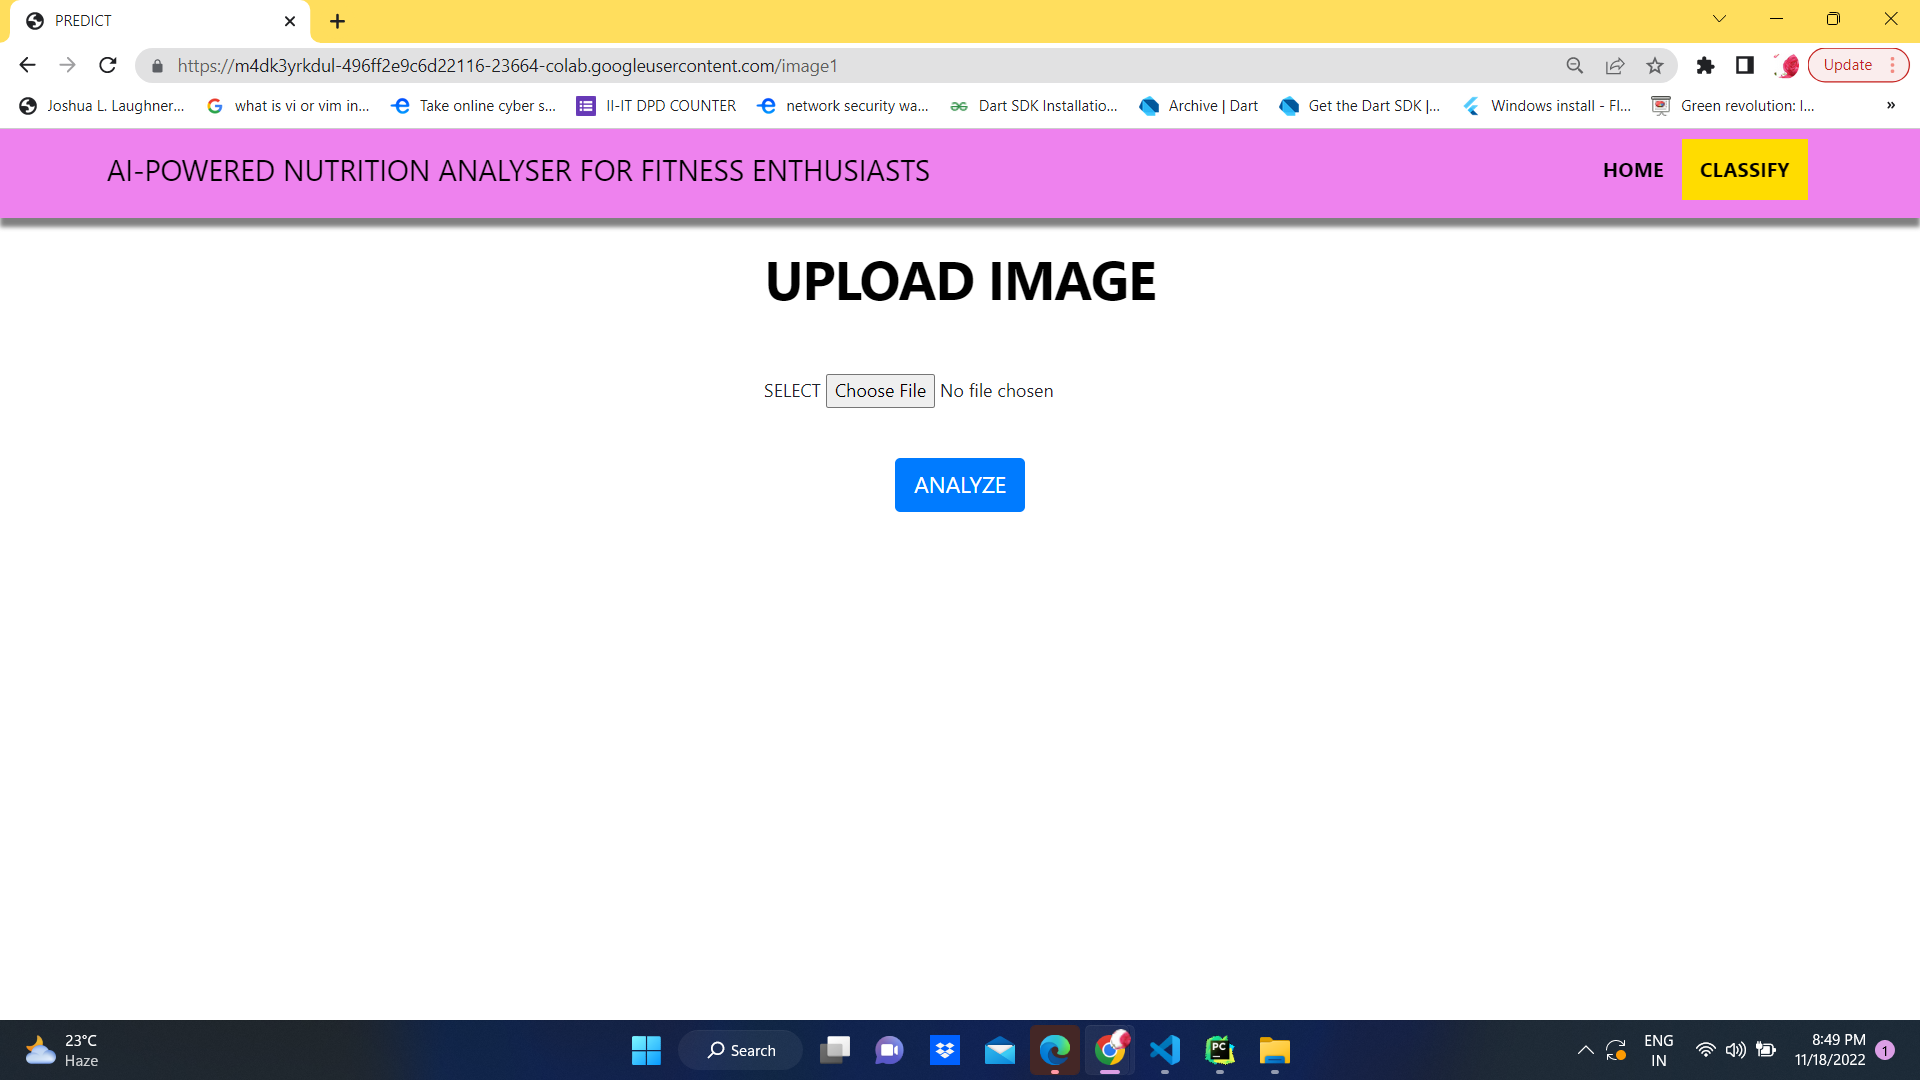 PREDICT
https://m4dk3yrkdul-496ff2e9c6d22116-23664-colab.googleusercontent.com/image1
Update
Joshua L. Laughner...
what is vi or vim in...
Take online cyber s...
II-IT DPD COUNTER
network security wa...
Dart SDK Installatio...
Archive | Dart
Get the Dart SDK |...
Windows install - Fl...
Green revolution: I...
»
AI-POWERED NUTRITION ANALYSER FOR FITNESS ENTHUSIASTS
HOME
CLASSIFY
UPLOAD IMAGE
SELECT Choose File No file chosen
ANALYZE
23°C
Haze
Search
PC
ENG
IN
8:49 PM
11/18/2022
1